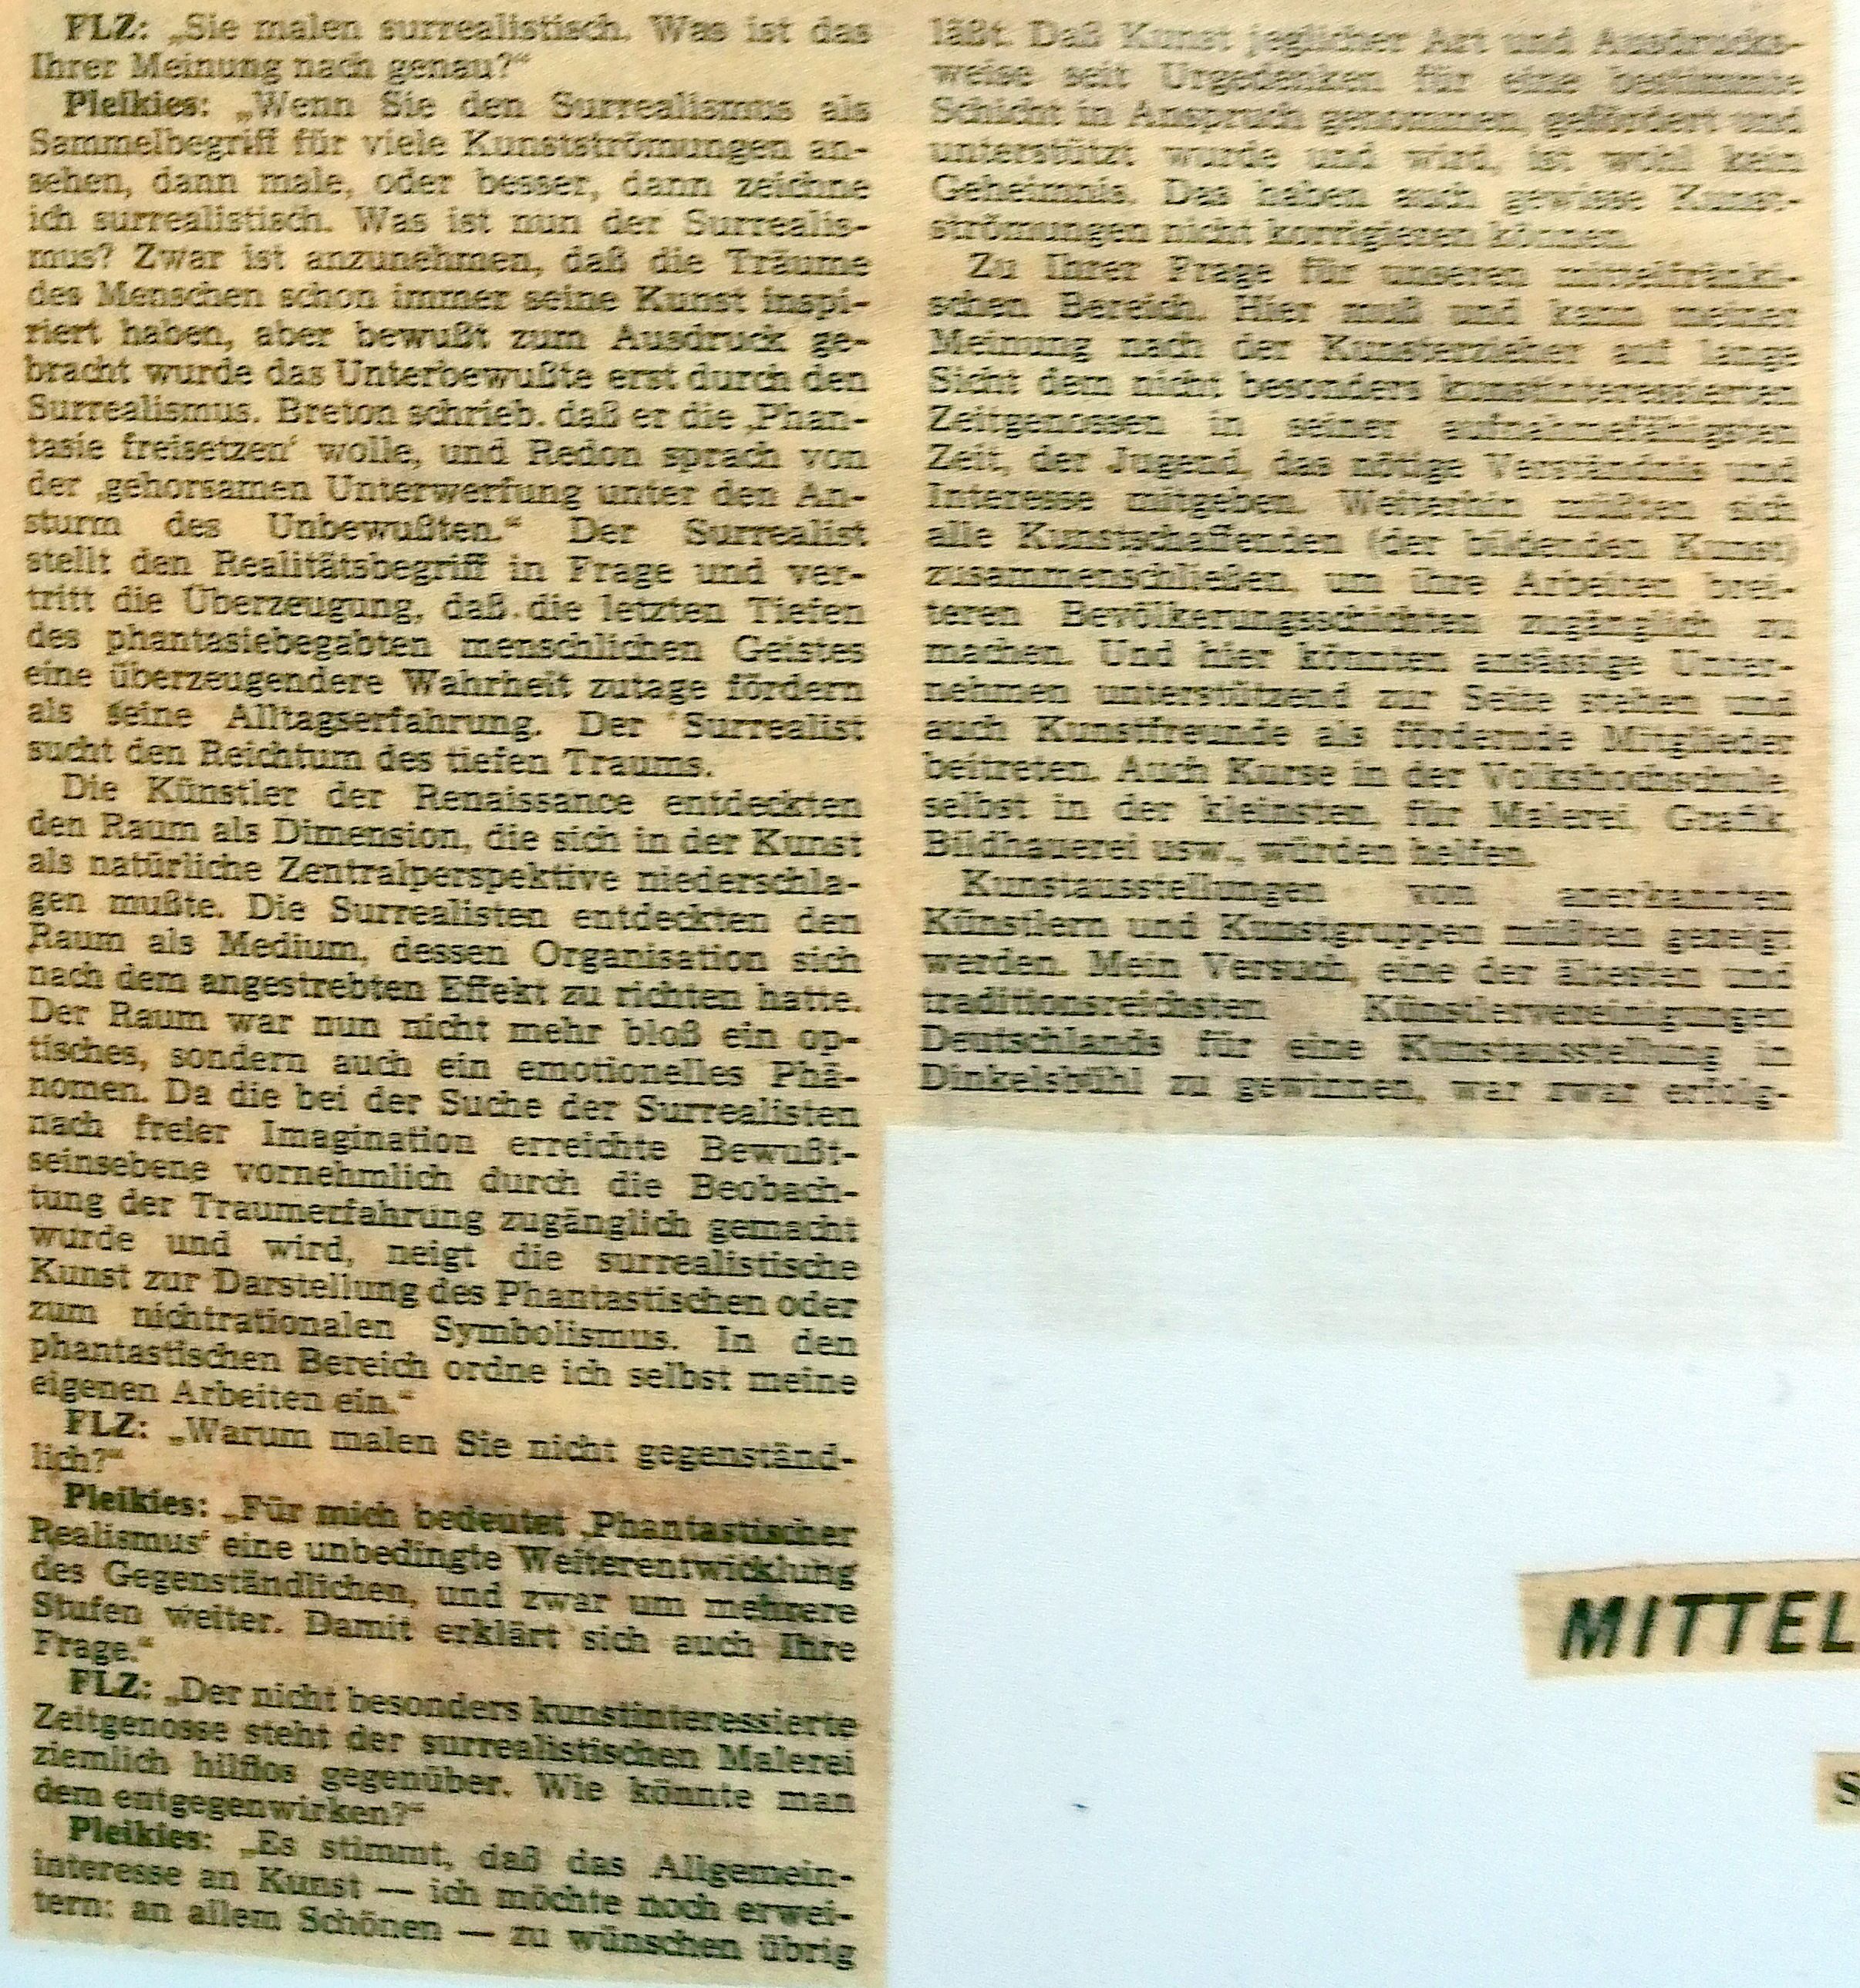 FLZ: „Sie malen surrealistisch. Was ist das
Ihrer Meinung nach genau?“
Pleikies: „Wenn Sie den Surrealismus als
Sammelbegriff für viele Kunstströmungen an-
sehen, dann male, oder besser, dann zeichne
ich surrealistisch. Was ist nun der Surrealis-
mus? Zwar ist anzunehmen, daß die Träume
des Menschen schon immer seine Kunst inspi-
riert haben, aber bewußt zum Ausdruck ge-
bracht wurde das Unterbewußte erst durch den
Surrealismus. Breton schrieb. daß er die ‚Phan-
tasie freisetzen‘ wolle, und Redon sprach von
der ‚gehorsamen Unterwerfung unter den An-
sturm des Unbewußten.“ Der Surrealist
stellt den Realitätsbegriff in Frage und ver-
tritt die Überzeugung, daß die letzten Tiefen
des phantasiebegabten menschlichen Geistes
eine überzeugendere Wahrheit zutage fördern
als seine Alltagserfahrung. Der Surrealist
sucht den Reichtum des tiefen Traums.
Die Künstler der Renaissance entdeckten
den Raum als Dimension, die sich in der Kunst
als natürliche Zentralperspektive niederschla-
gen mußte. Die Surrealisten entdeckten den
Raum als Medium, dessen Organisation sich
nach dem angestrebten Effekt zu richten hatte.
Der Raum war nun nicht mehr bloß ein op-
tisches, sondern auch ein emotionelles Phä-
nomen. Da die bei der Suche der Surrealisten
nach freier Imagination erreichte Bewußt-
seinsebene vornehmlich durch die Beobach-
tung der Traumerfahrung zugänglich gemacht
wurde und wird, neigt die surrealistische
Kunst zur Darstellung des Phantastischen oder
zum nichtrationalen Symbolismus. In den
phantastischen Bereich ordne ich selbst meine
eigenen Arbeiten ein.“
FLZ: „Warum malen Sie nicht gegenständ-
lich?“
Pleikies: „Für mich bedeutet ‚Phantastischer
Realismus‘ eine unbedingte Weiterentwicklung
des Gegenständlichen, und zwar um mehrere
Stufen weiter. Damit erklärt sich auch Ihre
Frage.“
FLZ: „Der nicht besonders kunstinteressierte
Zeitgenosse steht der surrealistischen Malerei
ziemlich hilflos gegenüber. Wie könnte man
dem entgegenwirken?“
Pleikies: „Es stimmt, daß das Allgemein-
interesse an Kunst — ich möchte noch erwei-
tern: an allem Schönen — zu wünschen übrig
läßt. Daß Kunst jeglicher Art und Ausdrucks-
weise seit Urgedenken für eine bestimmte
Schicht in Anspruch genommen, gefördert und
unterstützt wurde und wird, ist wohl kein
Geheimnis. Das haben auch gewisse Kunst-
strömungen nicht korrigieren können.
Zu Ihrer Frage für unseren mittelfränki-
schen Bereich. Hier muß und kann meiner
Meinung nach der Kunsterzieher auf lange
Sicht dem nicht besonders kunstinteressierten
Zeitgenossen in seiner aufnahmefähigsten
Zeit, der Jugend, das nötige Verständnis und
Interesse mitgeben. Weiterhin müßten sich
alle Kunstschaffenden (der bildenden Kunst)
zusammenschließen, um ihre Arbeiten brei-
teren Bevölkerungsschichten zugänglich zu
machen. Und hier könnten ansässige Unter-
nehmen unterstützend zur Seite stehen und
auch Kunstfreunde als fördernde Mitglieder
beitreten. Auch Kurse in der Volkshochschule,
selbst in der kleinsten, für Malerei, Grafik,
Bildhauerei usw., würden helfen.
Kunstausstellungen von anerkannten
Künstlern und Kunstgruppen müßten gezeigt
werden. Mein Versuch, eine der ältesten und
traditionsreichsten Künstlervereinigungen
Deutschlands für eine Kunstausstellung in
Dinkelsbühl zu gewinnen, war zwar erfolg-
MITTEL
S